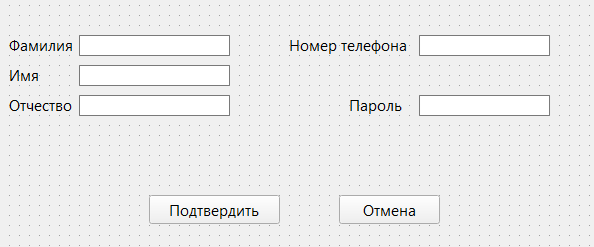 Фамилия Номер телефона
Имя
Отчество Пароль
Подтвердить Отмена